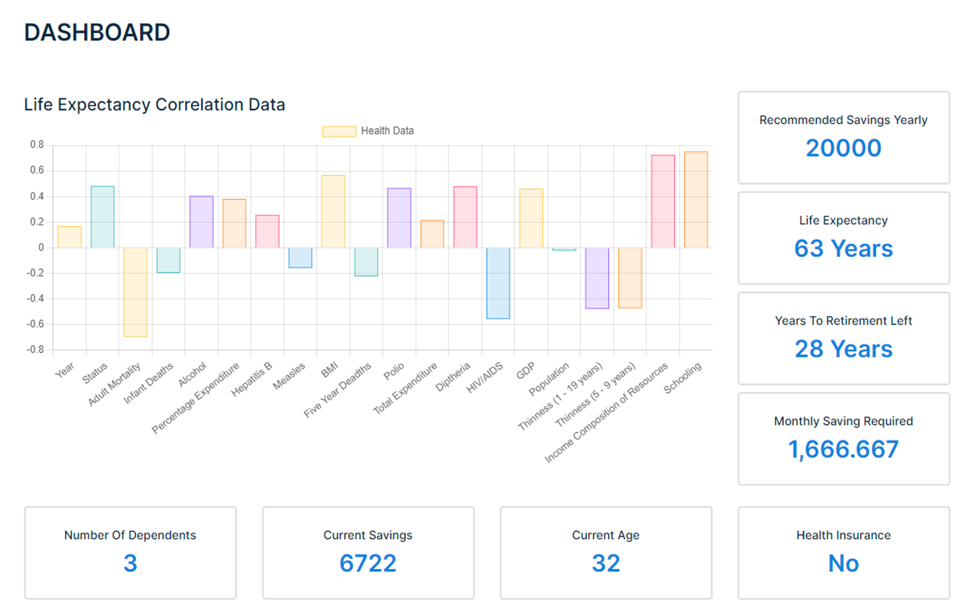 DASHBOARD
Life Expectancy Correlation Data
Health Data
0.8
0.6
0.4
0.2
0
-0.2
-0.4
-0.6
-0.8
Year
Status
Adult Mortality
Infant Deaths
Alcohol
Percentage Expenditure
Hepatitis B
Measles
BMI
Five Year Deadths
Polio
Total Expenditure
Diptheria
HIV/AIDS
GDP
Population
Thinness (1 - 19 years)
Thinness (5 - 9 years)
Income Composition of Resources
Schooling
Recommended Savings Yearly
20000
Life Expectancy
63 Years
Years To Retirement Left
28 Years
Monthly Saving Required
1,666.667
Number Of Dependents
3
Current Savings
6722
Current Age
32
Health Insurance
No